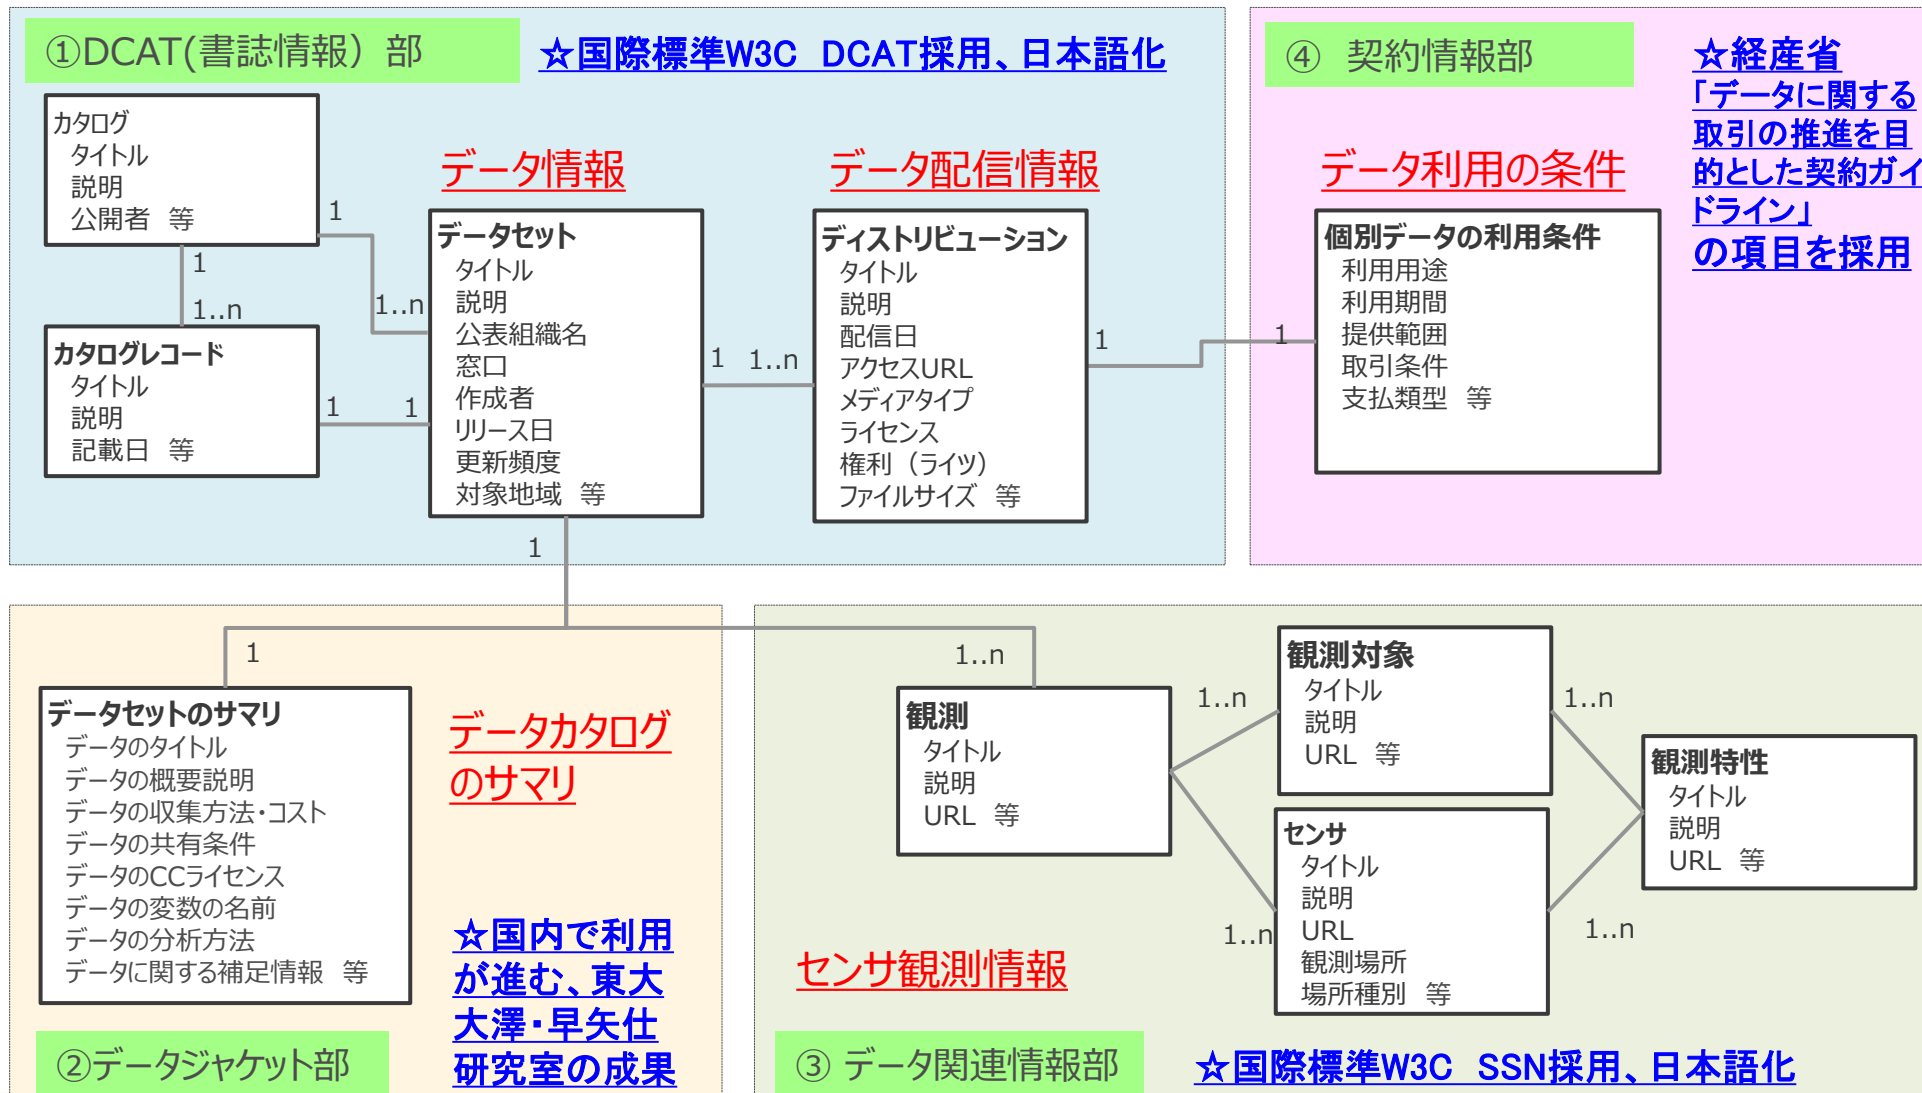 ①DCAT(書誌情報）部
☆国際標準W3C　DCAT採用、日本語化
カタログ
タイトル
説明
公開者　等
1
1
1..n
1..n
カタログレコード
タイトル
説明
記載日　等
1
1
データ情報
データセット
タイトル
説明
公表組織名
窓口
作成者
リリース日
更新頻度
対象地域　等
1
1..n
1
データ配信情報
ディストリビューション
タイトル
説明
配信日
アクセスURL
メディアタイプ
ライセンス
権利（ライツ）
ファイルサイズ　等
1
1
④　契約情報部
☆経産省
「データに関する
取引の推進を目
的とした契約ガイ
ドライン」
の項目を採用
データ利用の条件
個別データの利用条件
利用用途
利用期間
提供範囲
取引条件
支払類型　等
1
データセットのサマリ
データのタイトル
データの概要説明
データの収集方法・コスト
データの共有条件
データのCCライセンス
データの変数の名前
データの分析方法
データに関する補足情報　等
データカタログ
のサマリ
☆国内で利用
が進む、東大
大澤・早矢仕
研究室の成果
②データジャケット部
1..n
観測
タイトル
説明
URL　等
1..n
1..n
観測対象
タイトル
説明
URL　等
1..n
センサ
タイトル
説明
URL
観測場所
場所種別　等
1..n
観測特性
タイトル
説明
URL　等
センサ観測情報
③ データ関連情報部
☆国際標準W3C　SSN採用、日本語化